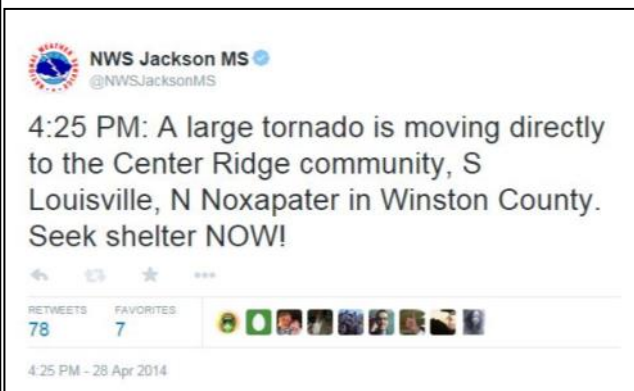 NWS Jackson MS
@NWSJacksonMS
4:25 PM: A large tornado is moving directly
to the Center Ridge community, S
Louisville, N Noxapater in Winston County.
Seek shelter NOW!
RETWEETS FAVORITES
78 7
4:25 PM - 28 Apr 2014